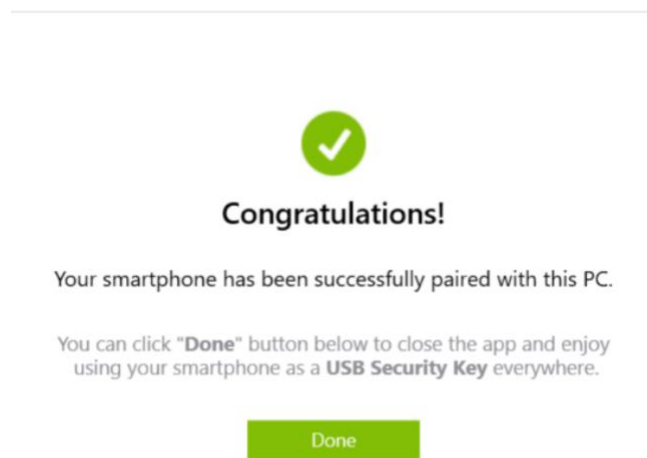 Congratulations!
Your smartphone has been successfully paired with this PC.
You can click "Done" button below to close the app and enjoy
using your smartphone as a USB Security Key everywhere.
Done